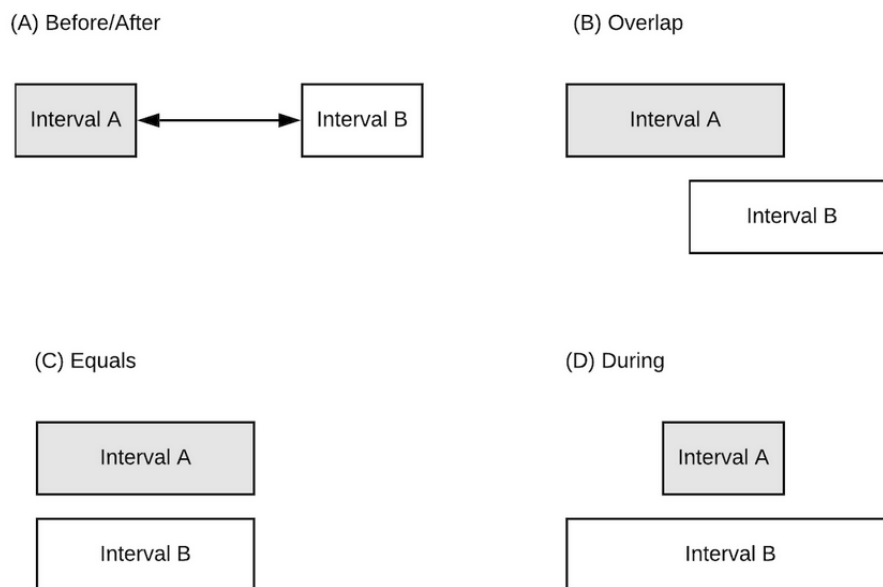 (A) Before/After
(B) Overlap
Interval A
Interval B
Interval A
Interval B
(C) Equals
(D) During
Interval A
Interval A
Interval B
Interval B